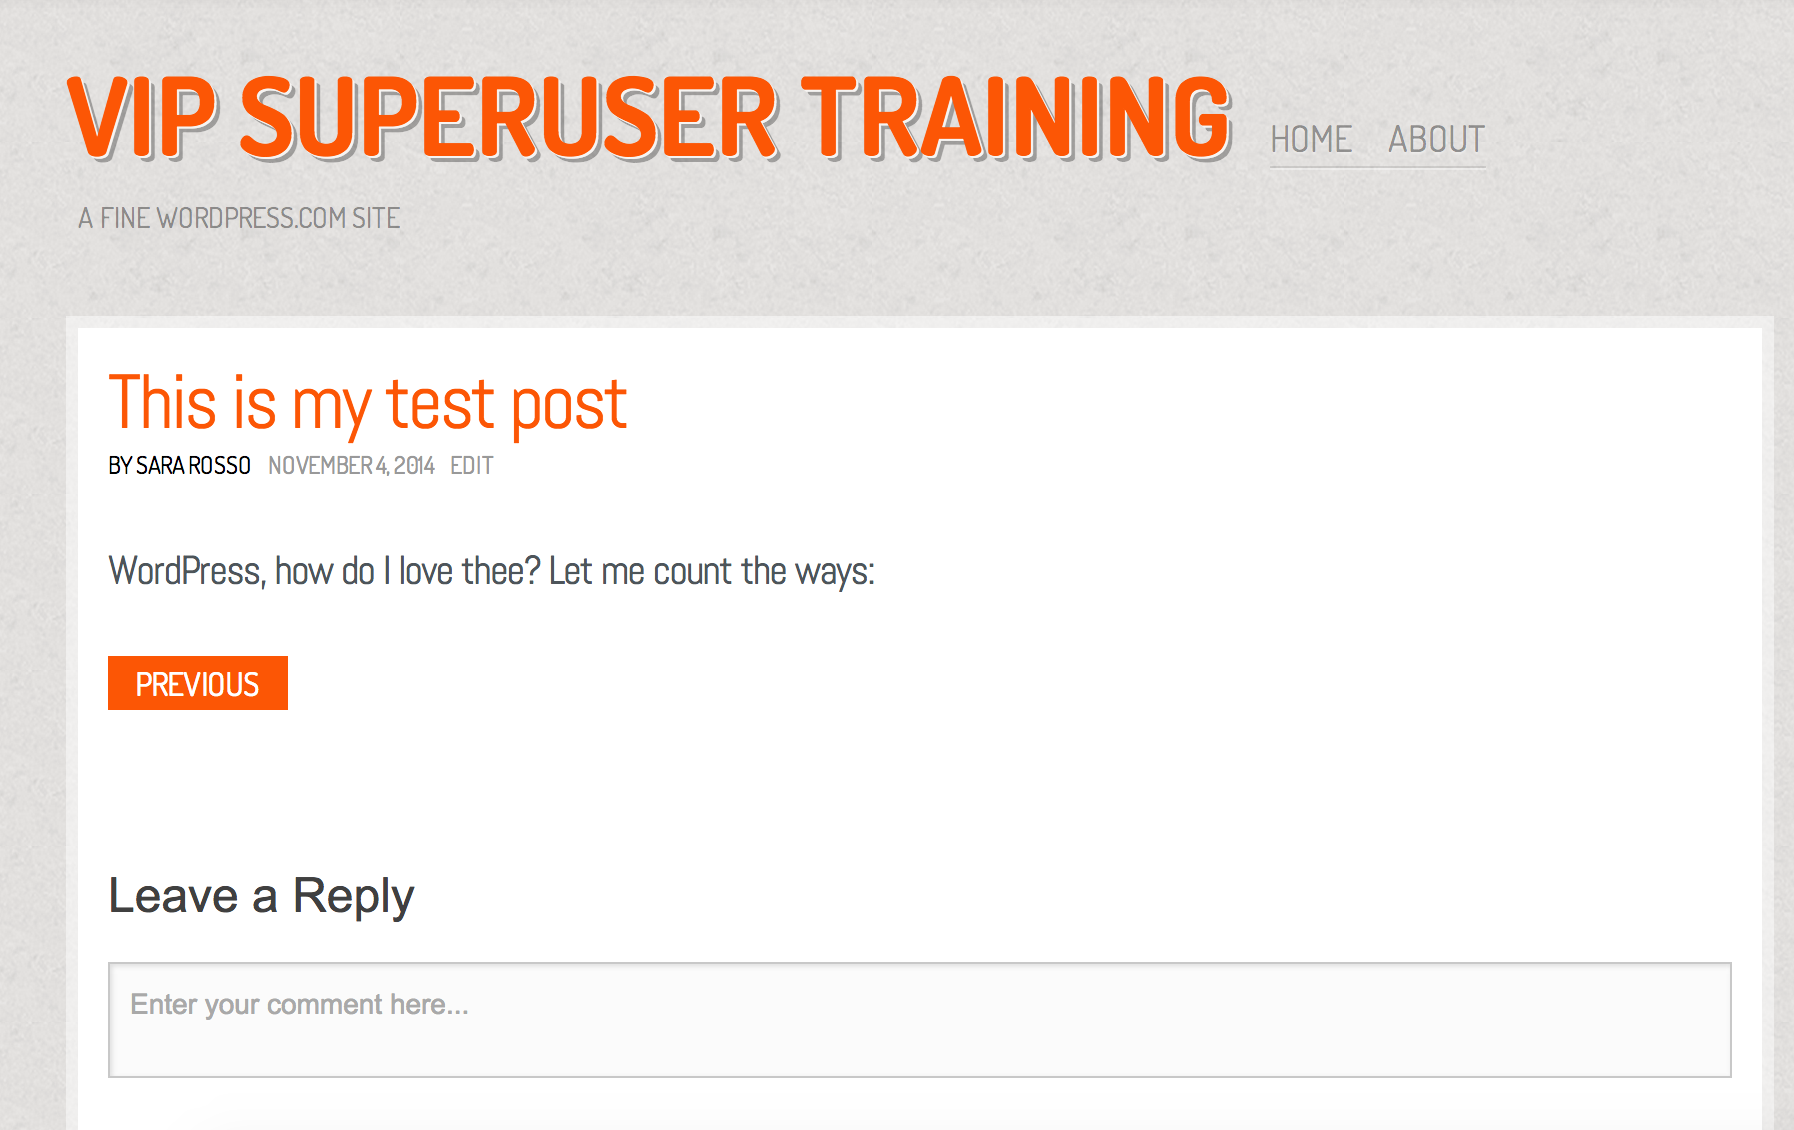 VIP SUPERUSER TRAINING
HOME ABOUT
A FINE WORDPRESS.COM SITE
This is my test post
BY SARA ROSSO NOVEMBER 4, 2014 EDIT
WordPress, how do I love thee? Let me count the ways:
PREVIOUS
Leave a Reply
Enter your comment here...